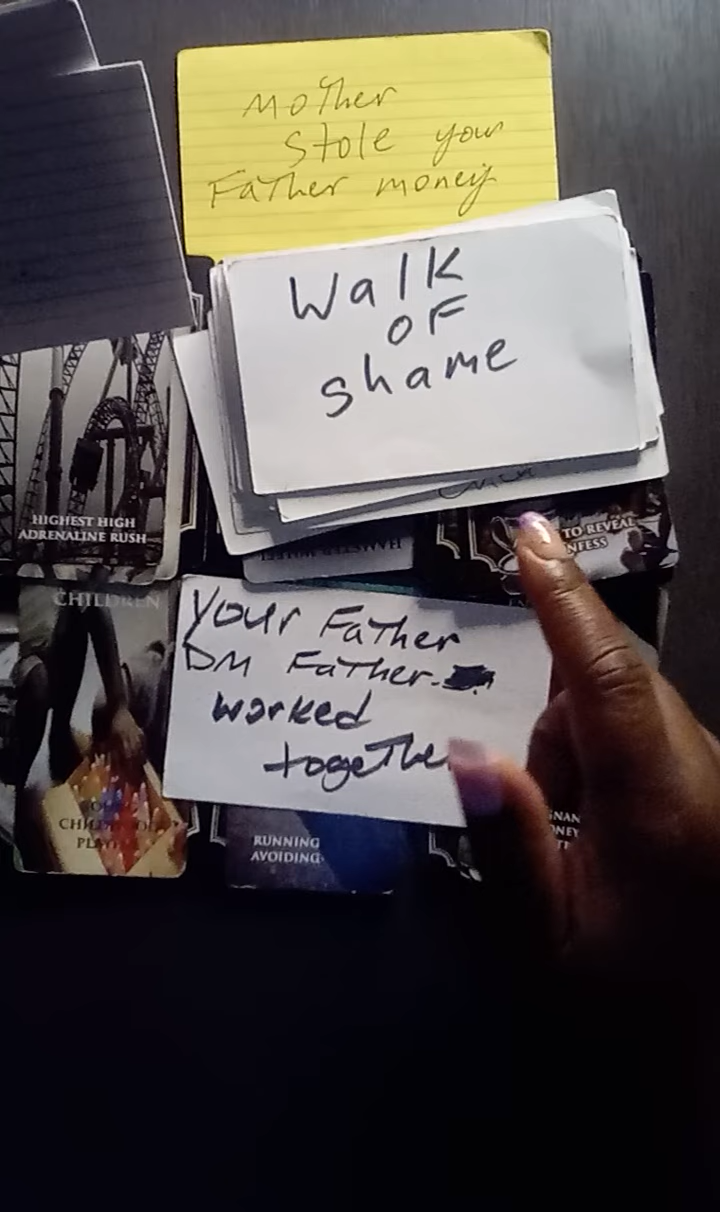 Mother
Stole your
Father money
Walk
OF
shame
HIGHEST HIGH
ADRENALINE RUSH
TO REVEAL
CHILDREN
Your Father
DM Father
worked
together
RUNNING
AVOIDING